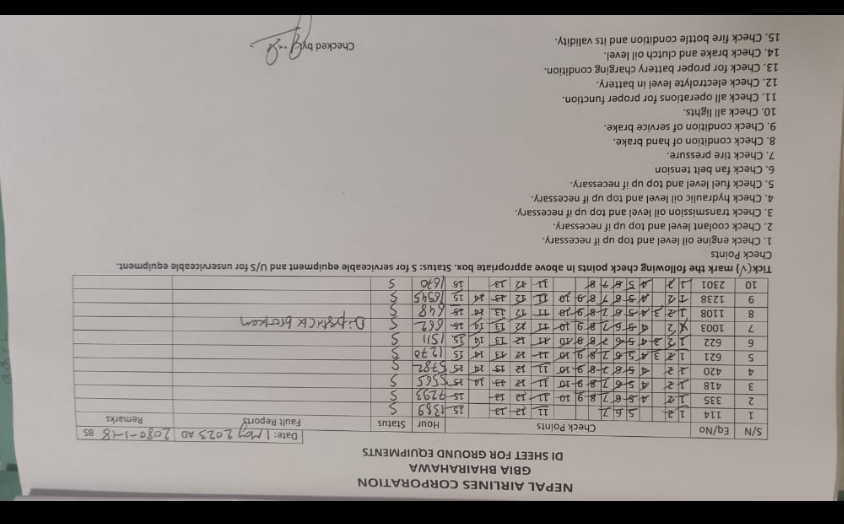 NEPAL AIRLINES CORPORATION
GBIA BHAIRAHAWA
DI SHEET FOR GROUND EQUIPMENTS
Date: 1 May 2023 AD 2080-1-18 BS
S/N Eq/No Check Points Hour Status Fault Reports Remarks
1 114 1 2 5 6 7 11 12 13 15 1389 S
2 335 1 2 4 5 6 7 8 9 10 11 12 13 15 7293 S
3 418 1 2 4 5 6 7 8 9 10 11 12 13 14 15 5565 S
4 420 1 2 4 5 6 7 8 9 10 11 12 13 14 15 5782 S
5 621 1 2 3 4 5 6 7 8 9 10 11 12 13 14 15 1270 S
6 622 1 2 3 4 5 6 7 8 9 10 11 12 13 14 15 1511 S
7 1003 2 4 5 6 7 8 9 10 11 12 13 14 15 662 S Dipstick broken
8 1108 1 2 3 4 5 6 7 8 9 10 11 12 13 14 15 648 S
9 1238 1 2 4 5 6 7 8 9 10 11 12 13 14 15 16945 S
10 2301 1 2 4 5 6 7 8 11 12 13 15 1670 S
Tick(√) mark the following check points in above appropriate box. Status: S for serviceable equipment and U/S for unserviceable equipment.
Check Points
1. Check engine oil level and top up if necessary.
2. Check coolant level and top up if necessary.
3. Check transmission oil level and top up if necessary.
4. Check hydraulic oil level and top up if necessary.
5. Check fuel level and top up if necessary.
6. Check fan belt tension
7. Check tire pressure.
8. Check condition of hand brake.
9. Check condition of service brake.
10. Check all lights.
11. Check all operations for proper function.
12. Check electrolyte level in battery.
13. Check for proper battery charging condition.
14. Check brake and clutch oil level.
15. Check fire bottle condition and its validity.
Checked by